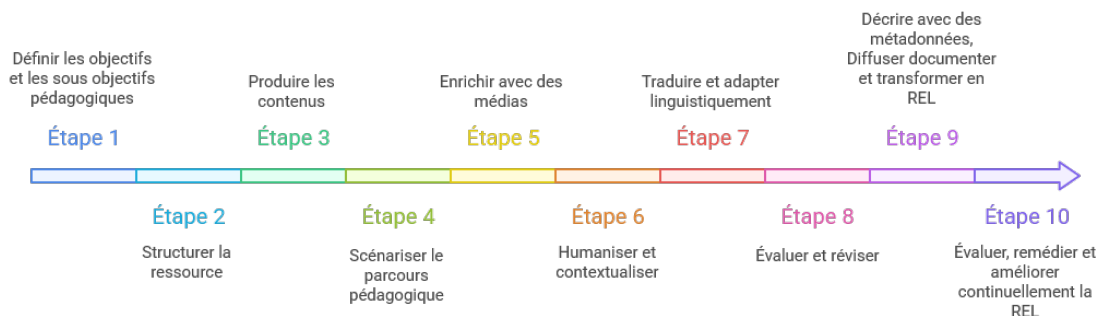 Définir les objectifs
et les sous objectifs
pédagogiques
Étape 1
Étape 2
Structurer la
ressource
Produire les
contenus
Étape 3
Étape 4
Scénariser le
parcours
pédagogique
Enrichir avec des
médias
Étape 5
Étape 6
Humaniser et
contextualiser
Traduire et adapter
linguistiquement
Étape 7
Étape 8
Évaluer et réviser
Décrire avec des
métadonnées,
Diffuser documenter
et transformer en
REL
Étape 9
Étape 10
Évaluer, remédier et
améliorer
continuellement la
REL